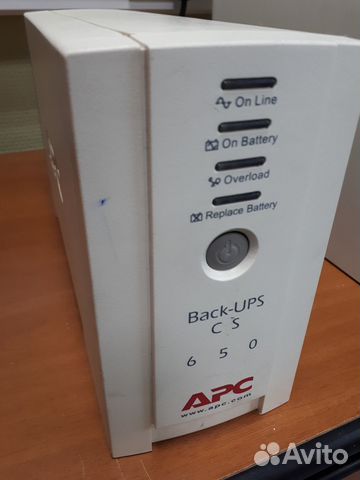 On Line
On Battery
Overload
Replace Battery
Back-UPS
CS
650
APC
www.apc.com
Avito